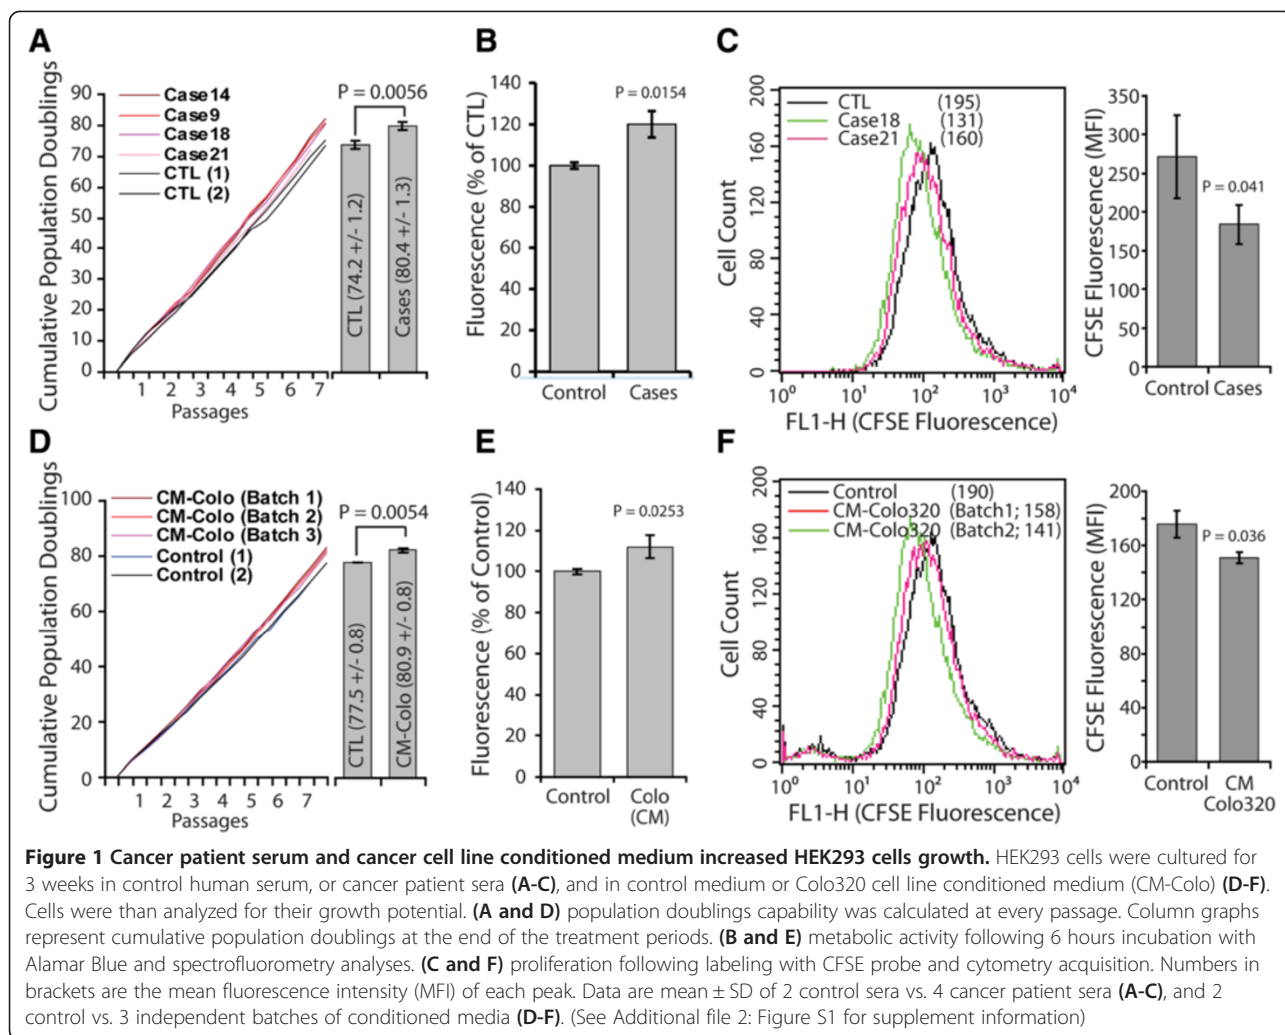 A
Cumulative Population Doublings
90
80
70
60
50
40
30
20
10
0
Case14
Case9
Case18
Case21
CTL (1)
CTL (2)
1 2 3 4 5 6 7
Passages
P = 0.0056
CTL (74.2 +/- 1.2)
Cases (80.4 +/- 1.3)
B
Fluorescence (% of CTL)
140
120
100
80
60
40
20
0
P = 0.0154
Control Cases
C
Cell Count
200
160
120
80
40
0
CTL (195)
Case18 (131)
Case21 (160)
10⁰ 10¹ 10² 10³ 10⁴
FL1-H (CFSE Fluorescence)
CFSE Fluorescence (MFI)
350
300
250
200
150
100
50
0
P = 0.041
Control Cases
D
Cumulative Population Doublings
100
80
60
40
20
0
CM-Colo (Batch 1)
CM-Colo (Batch 2)
CM-Colo (Batch 3)
Control (1)
Control (2)
1 2 3 4 5 6 7
Passages
P = 0.0054
CTL (77.5 +/- 0.8)
CM-Colo (80.9 +/- 0.8)
E
Fluorescence (% of Control)
140
120
100
80
60
40
20
0
P = 0.0253
Control Colo
(CM)
F
Cell Count
200
160
120
80
40
0
Control (190)
CM-Colo320 (Batch1; 158)
CM-Colo320 (Batch2; 141)
10⁰ 10¹ 10² 10³ 10⁴
FL1-H (CFSE Fluorescence)
CFSE Fluorescence (MFI)
200
160
120
80
40
0
P = 0.036
Control CM
Colo320
Figure 1 Cancer patient serum and cancer cell line conditioned medium increased HEK293 cells growth. HEK293 cells were cultured for
3 weeks in control human serum, or cancer patient sera (A-C), and in control medium or Colo320 cell line conditioned medium (CM-Colo) (D-F).
Cells were than analyzed for their growth potential. (A and D) population doublings capability was calculated at every passage. Column graphs
represent cumulative population doublings at the end of the treatment periods. (B and E) metabolic activity following 6 hours incubation with
Alamar Blue and spectrofluorometry analyses. (C and F) proliferation following labeling with CFSE probe and cytometry acquisition. Numbers in
brackets are the mean fluorescence intensity (MFI) of each peak. Data are mean ± SD of 2 control sera vs. 4 cancer patient sera (A-C), and 2
control vs. 3 independent batches of conditioned media (D-F). (See Additional file 2: Figure S1 for supplement information)